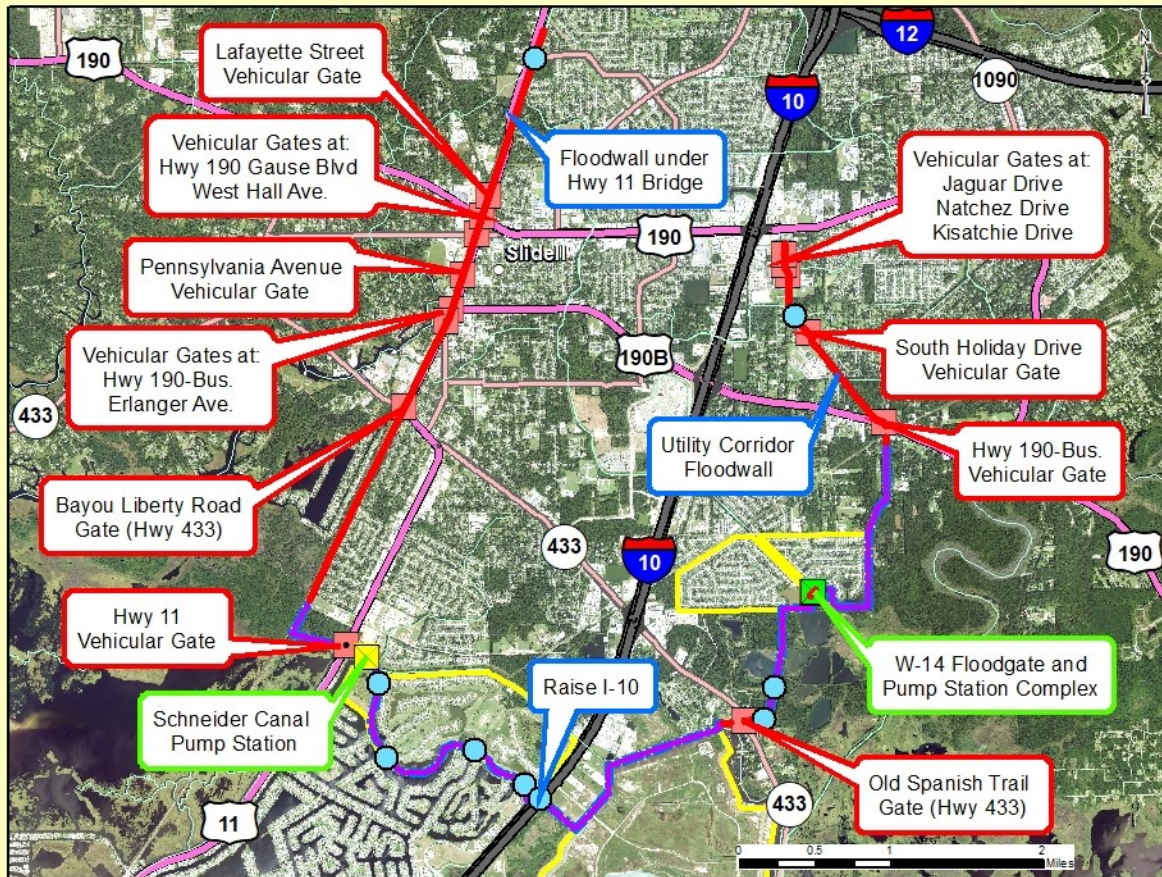 190
Lafayette Street
Vehicular Gate
12
10
1090
N
Vehicular Gates at:
Hwy 190 Gause Blvd
West Hall Ave.
Floodwall under
Hwy 11 Bridge
Vehicular Gates at:
Jaguar Drive
Natchez Drive
Kisatchie Drive
190
Slidell
Pennsylvania Avenue
Vehicular Gate
Vehicular Gates at:
Hwy 190-Bus.
Erlanger Ave.
190B
South Holiday Drive
Vehicular Gate
433
Utility Corridor
Floodwall
Hwy 190-Bus.
Vehicular Gate
Bayou Liberty Road
Gate (Hwy 433)
433
10
190
Hwy 11
Vehicular Gate
Raise I-10
W-14 Floodgate and
Pump Station Complex
Schneider Canal
Pump Station
Old Spanish Trail
Gate (Hwy 433)
11
433
0 0.5 1 2
Miles